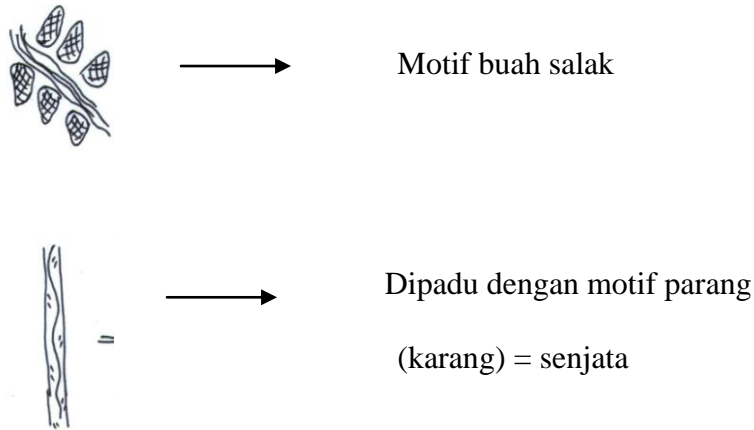 Motif buah salak
Dipadu dengan motif parang
(karang) = senjata